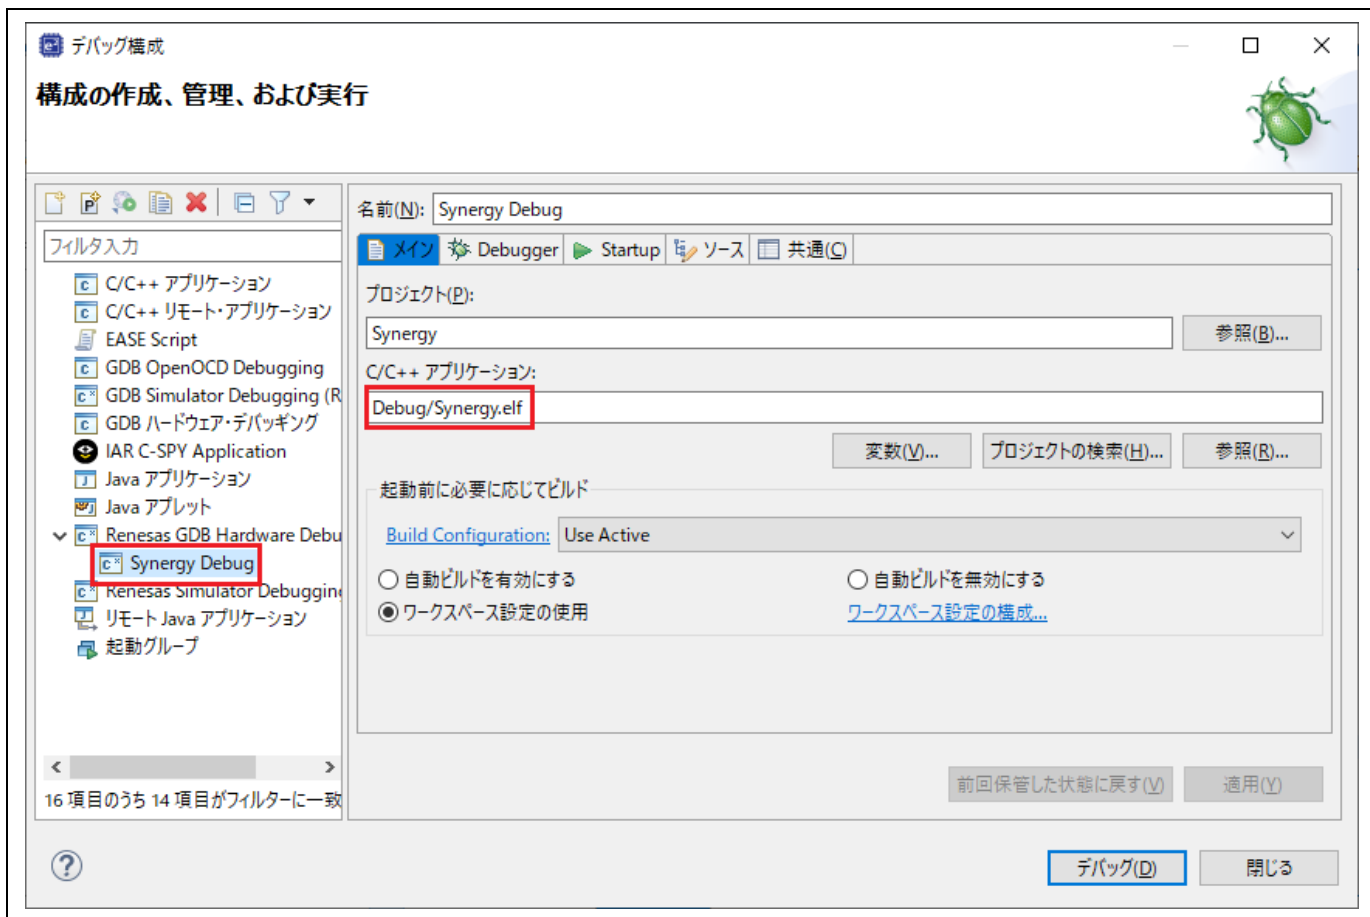 デバッグ構成
構成の作成、管理、および実行
フィルタ入力
C/C++ アプリケーション
C/C++ リモート・アプリケーション
EASE Script
GDB OpenOCD Debugging
GDB Simulator Debugging (R
GDB ハードウェア・デバッギング
IAR C-SPY Application
Java アプリケーション
Java アプレット
Renesas GDB Hardware Debu
Synergy Debug
Renesas Simulator Debugging
リモート Java アプリケーション
起動グループ
16 項目のうち 14 項目がフィルターに一致
名前(N): Synergy Debug
メイン Debugger Startup ソース 共通(C)
プロジェクト(P):
Synergy 参照(B)...
C/C++ アプリケーション:
Debug/Synergy.elf
変数(V)... プロジェクトの検索(H)... 参照(R)...
起動前に必要に応じてビルド
Build Configuration: Use Active
自動ビルドを有効にする 自動ビルドを無効にする
ワークスペース設定の使用 ワークスペース設定の構成...
前回保管した状態に戻す(V) 適用(Y)
デバッグ(D) 閉じる